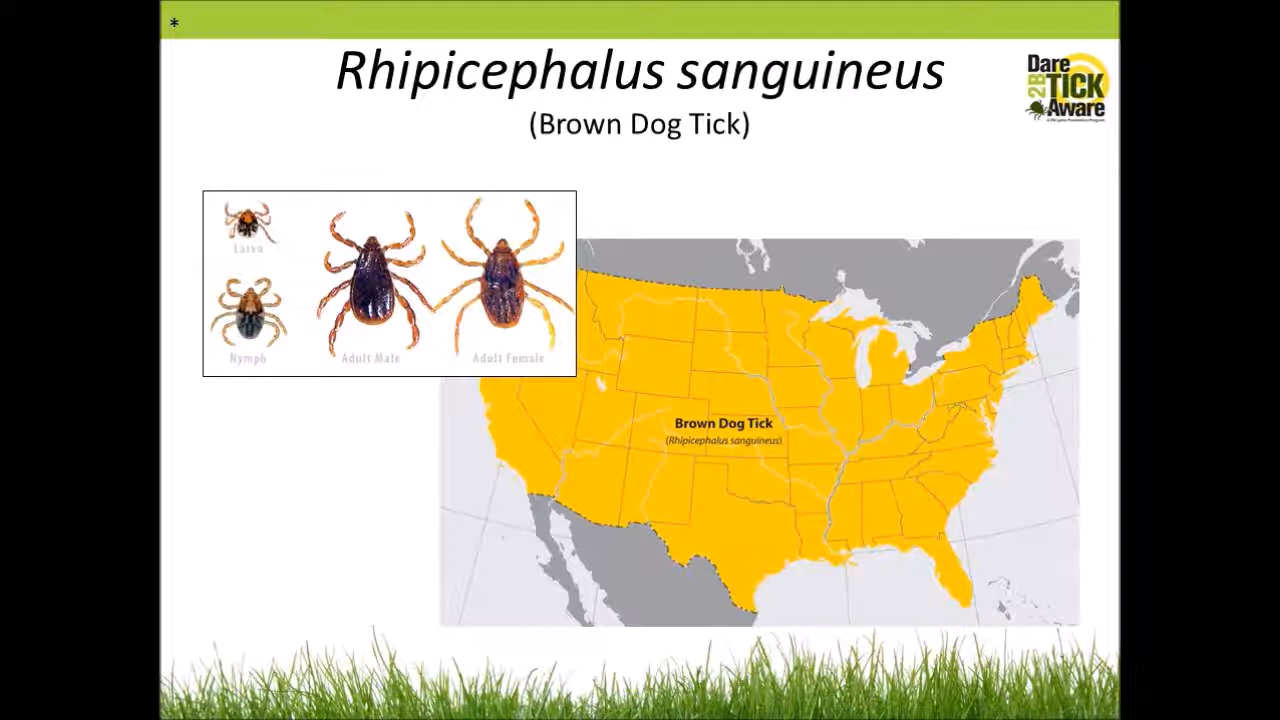 *
Rhipicephalus sanguineus
(Brown Dog Tick)
Dare
2B
TICK
Aware
Larva
Nymph
Adult Male
Adult Female
Brown Dog Tick
(Rhipicephalus sanguineus)